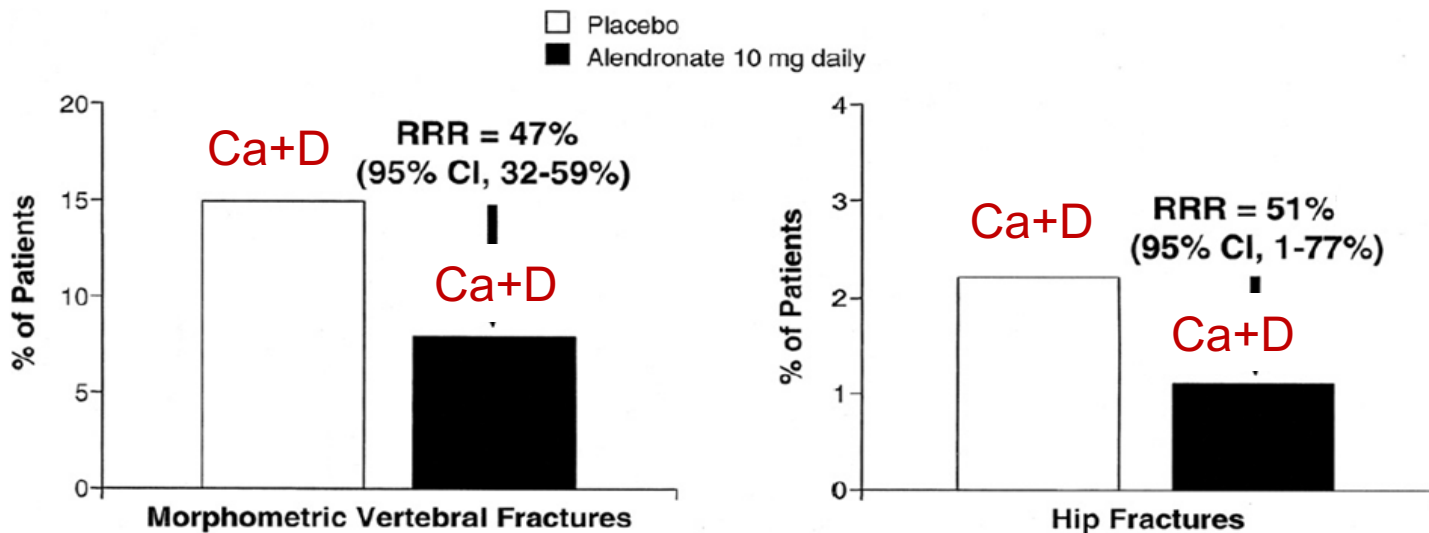 Placebo
Alendronate 10 mg daily
% of Patients
20
15
10
5
0
Ca+D
RRR = 47%
(95% CI, 32-59%)
Ca+D
Morphometric Vertebral Fractures
% of Patients
4
3
2
1
0
Ca+D
RRR = 51%
(95% CI, 1-77%)
Ca+D
Hip Fractures